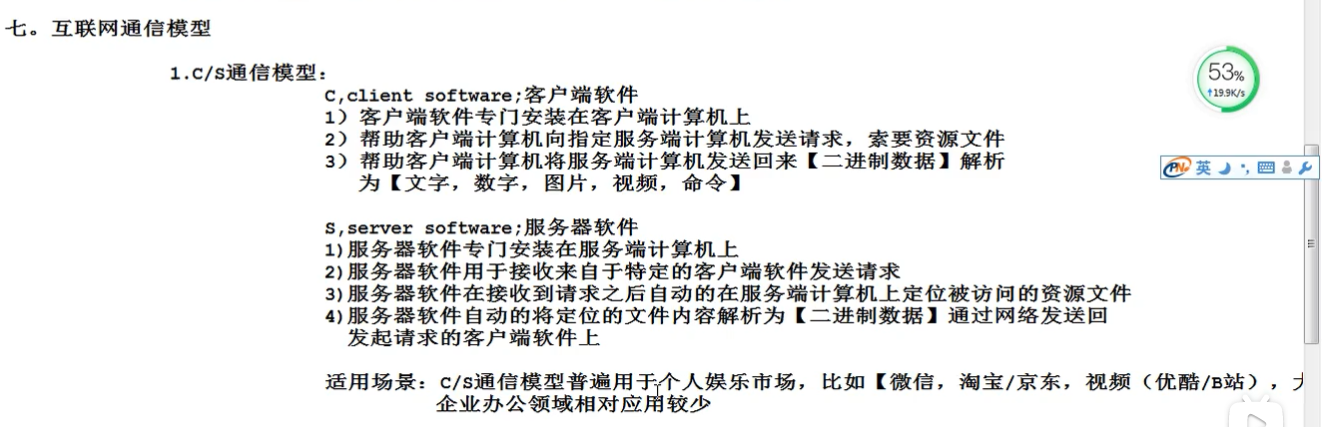 七。互联网通信模型
1.C/S通信模型：
C,client software;客户端软件
1）客户端软件专门安装在客户端计算机上
2）帮助客户端计算机向指定服务端计算机发送请求，索要资源文件
3）帮助客户端计算机将服务端计算机发送回来【二进制数据】解析
为【文字，数字，图片，视频，命令】
S,server software;服务器软件
1)服务器软件专门安装在服务端计算机上
2)服务器软件用于接收来自于特定的客户端软件发送请求
3)服务器软件在接收到请求之后自动的在服务端计算机上定位被访问的资源文件
4)服务器软件自动的将定位的文件内容解析为【二进制数据】通过网络发送回
发起请求的客户端软件上
适用场景：C/S通信模型普遍用于个人娱乐市场，比如【微信，淘宝/京东，视频（优酷/B站），
企业办公领域相对应用较少
53%
↑19.9K/s
英